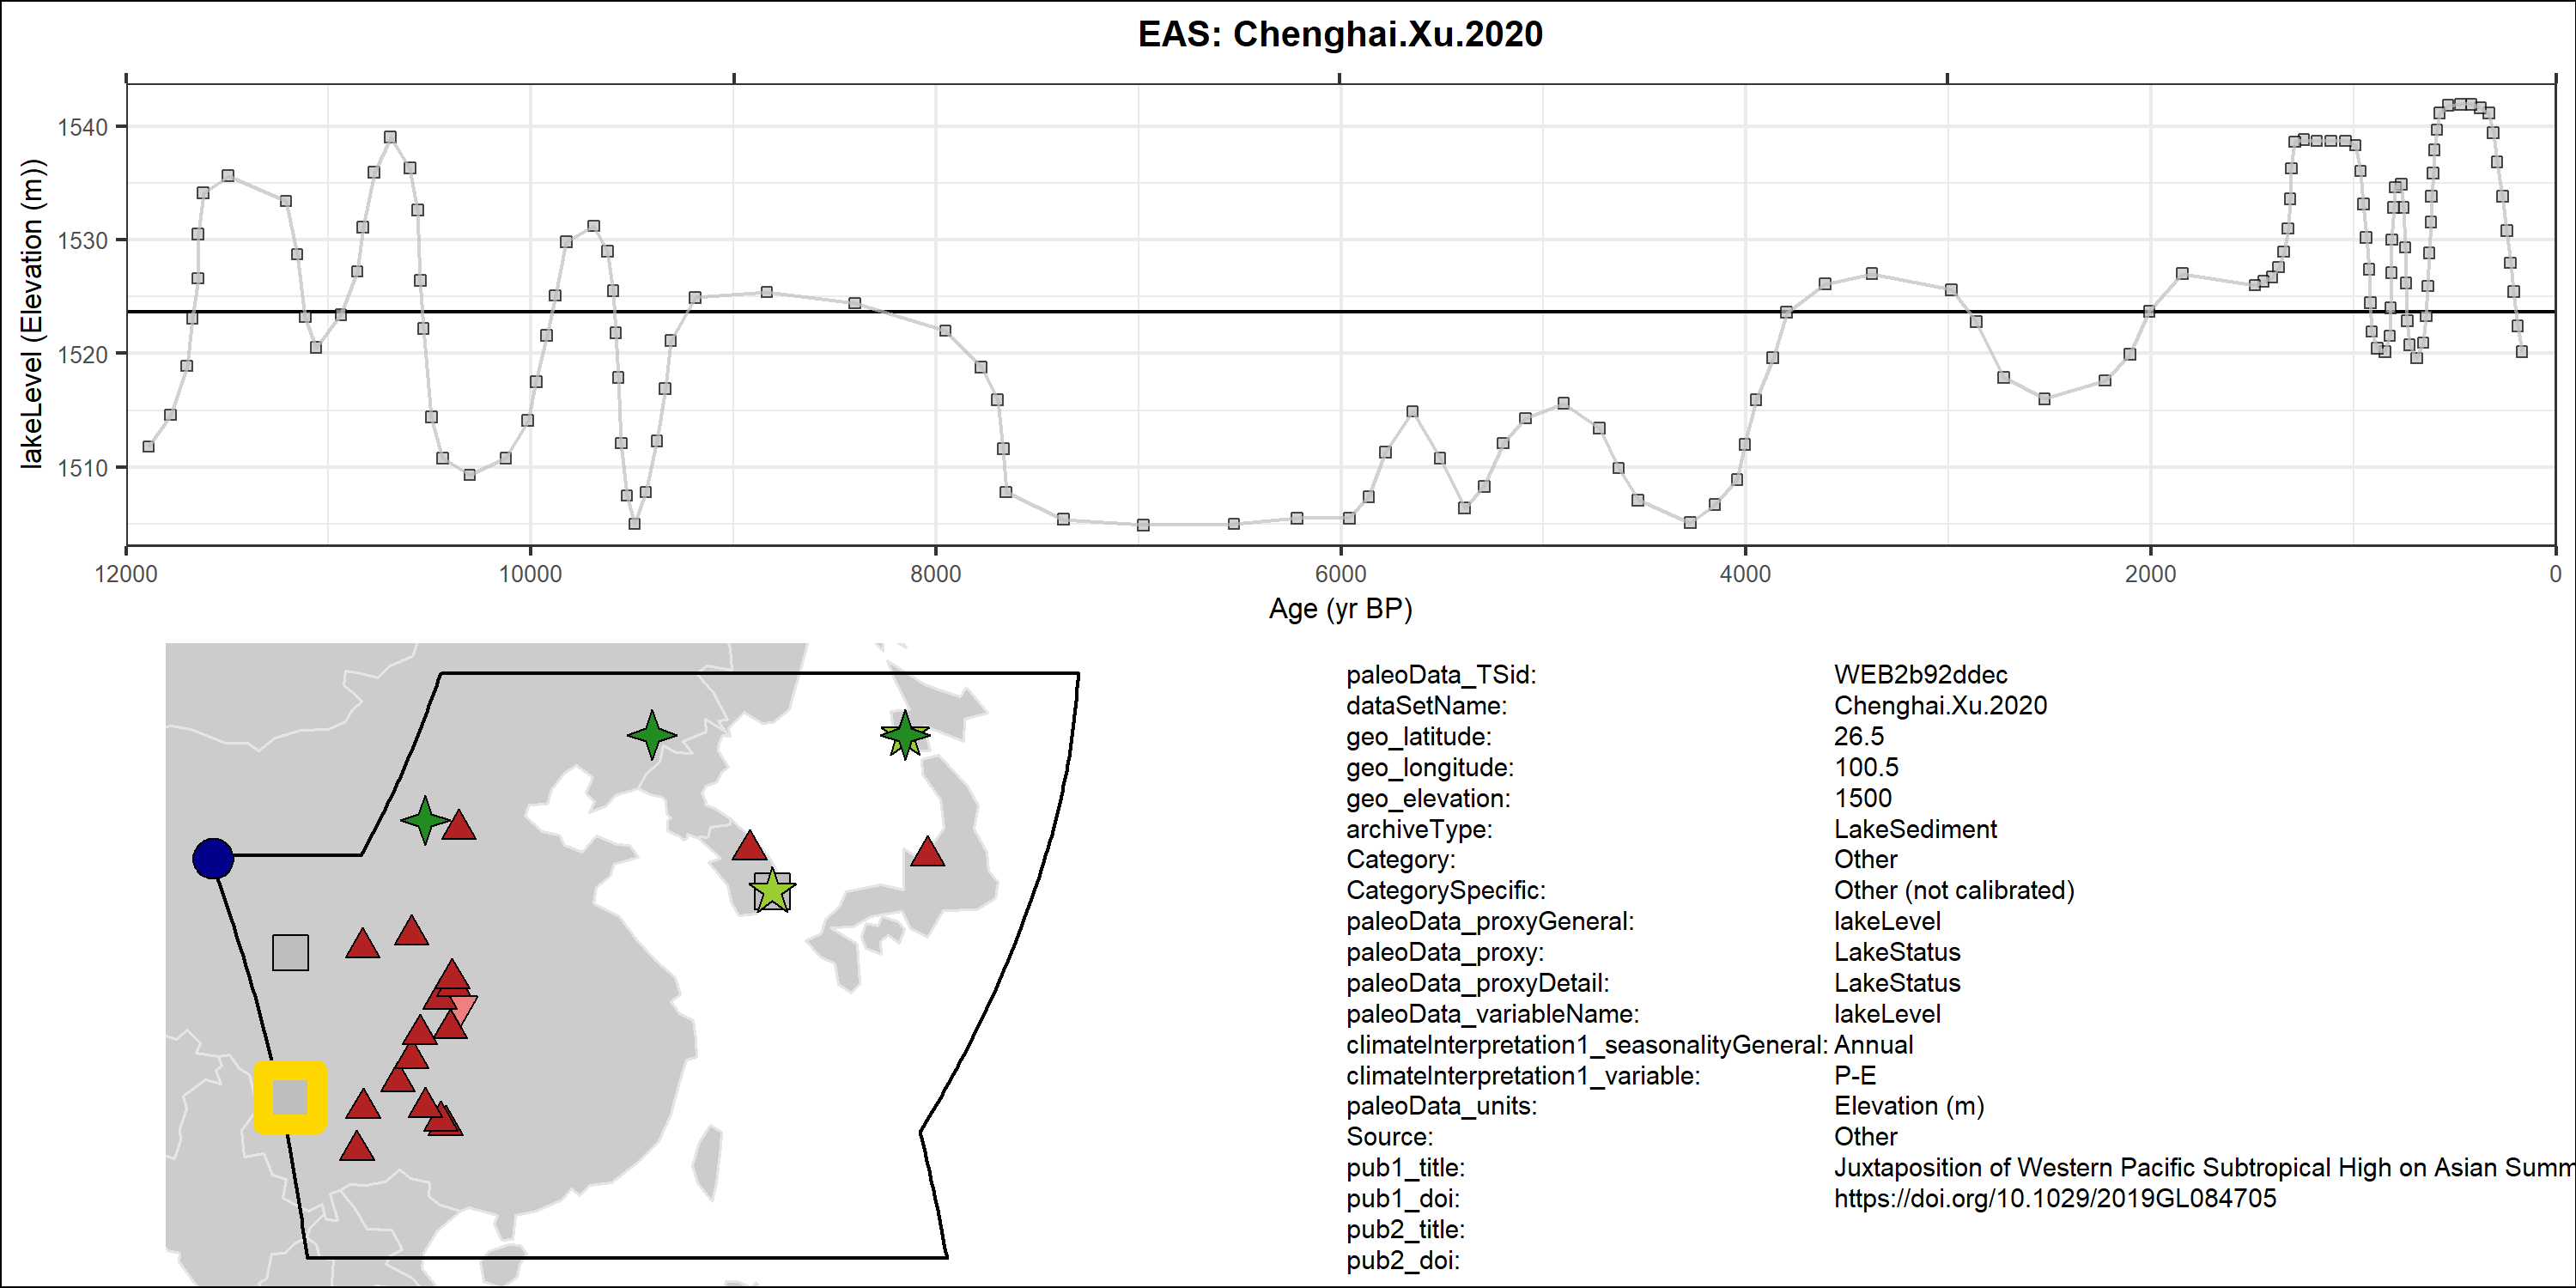 EAS: Chenghai.Xu.2020
lakeLevel (Elevation (m))
1540
1530
1520
1510
12000 10000 8000 6000 4000 2000 0
Age (yr BP)
paleoData_TSid: WEB2b92ddec
dataSetName: Chenghai.Xu.2020
geo_latitude: 26.5
geo_longitude: 100.5
geo_elevation: 1500
archiveType: LakeSediment
Category: Other
CategorySpecific: Other (not calibrated)
paleoData_proxyGeneral: lakeLevel
paleoData_proxy: LakeStatus
paleoData_proxyDetail: LakeStatus
paleoData_variableName: lakeLevel
climateInterpretation1_seasonalityGeneral: Annual
climateInterpretation1_variable: P-E
paleoData_units: Elevation (m)
Source: Other
pub1_title: Juxtaposition of Western Pacific Subtropical High on Asian Summ
pub1_doi: https://doi.org/10.1029/2019GL084705
pub2_title:
pub2_doi: